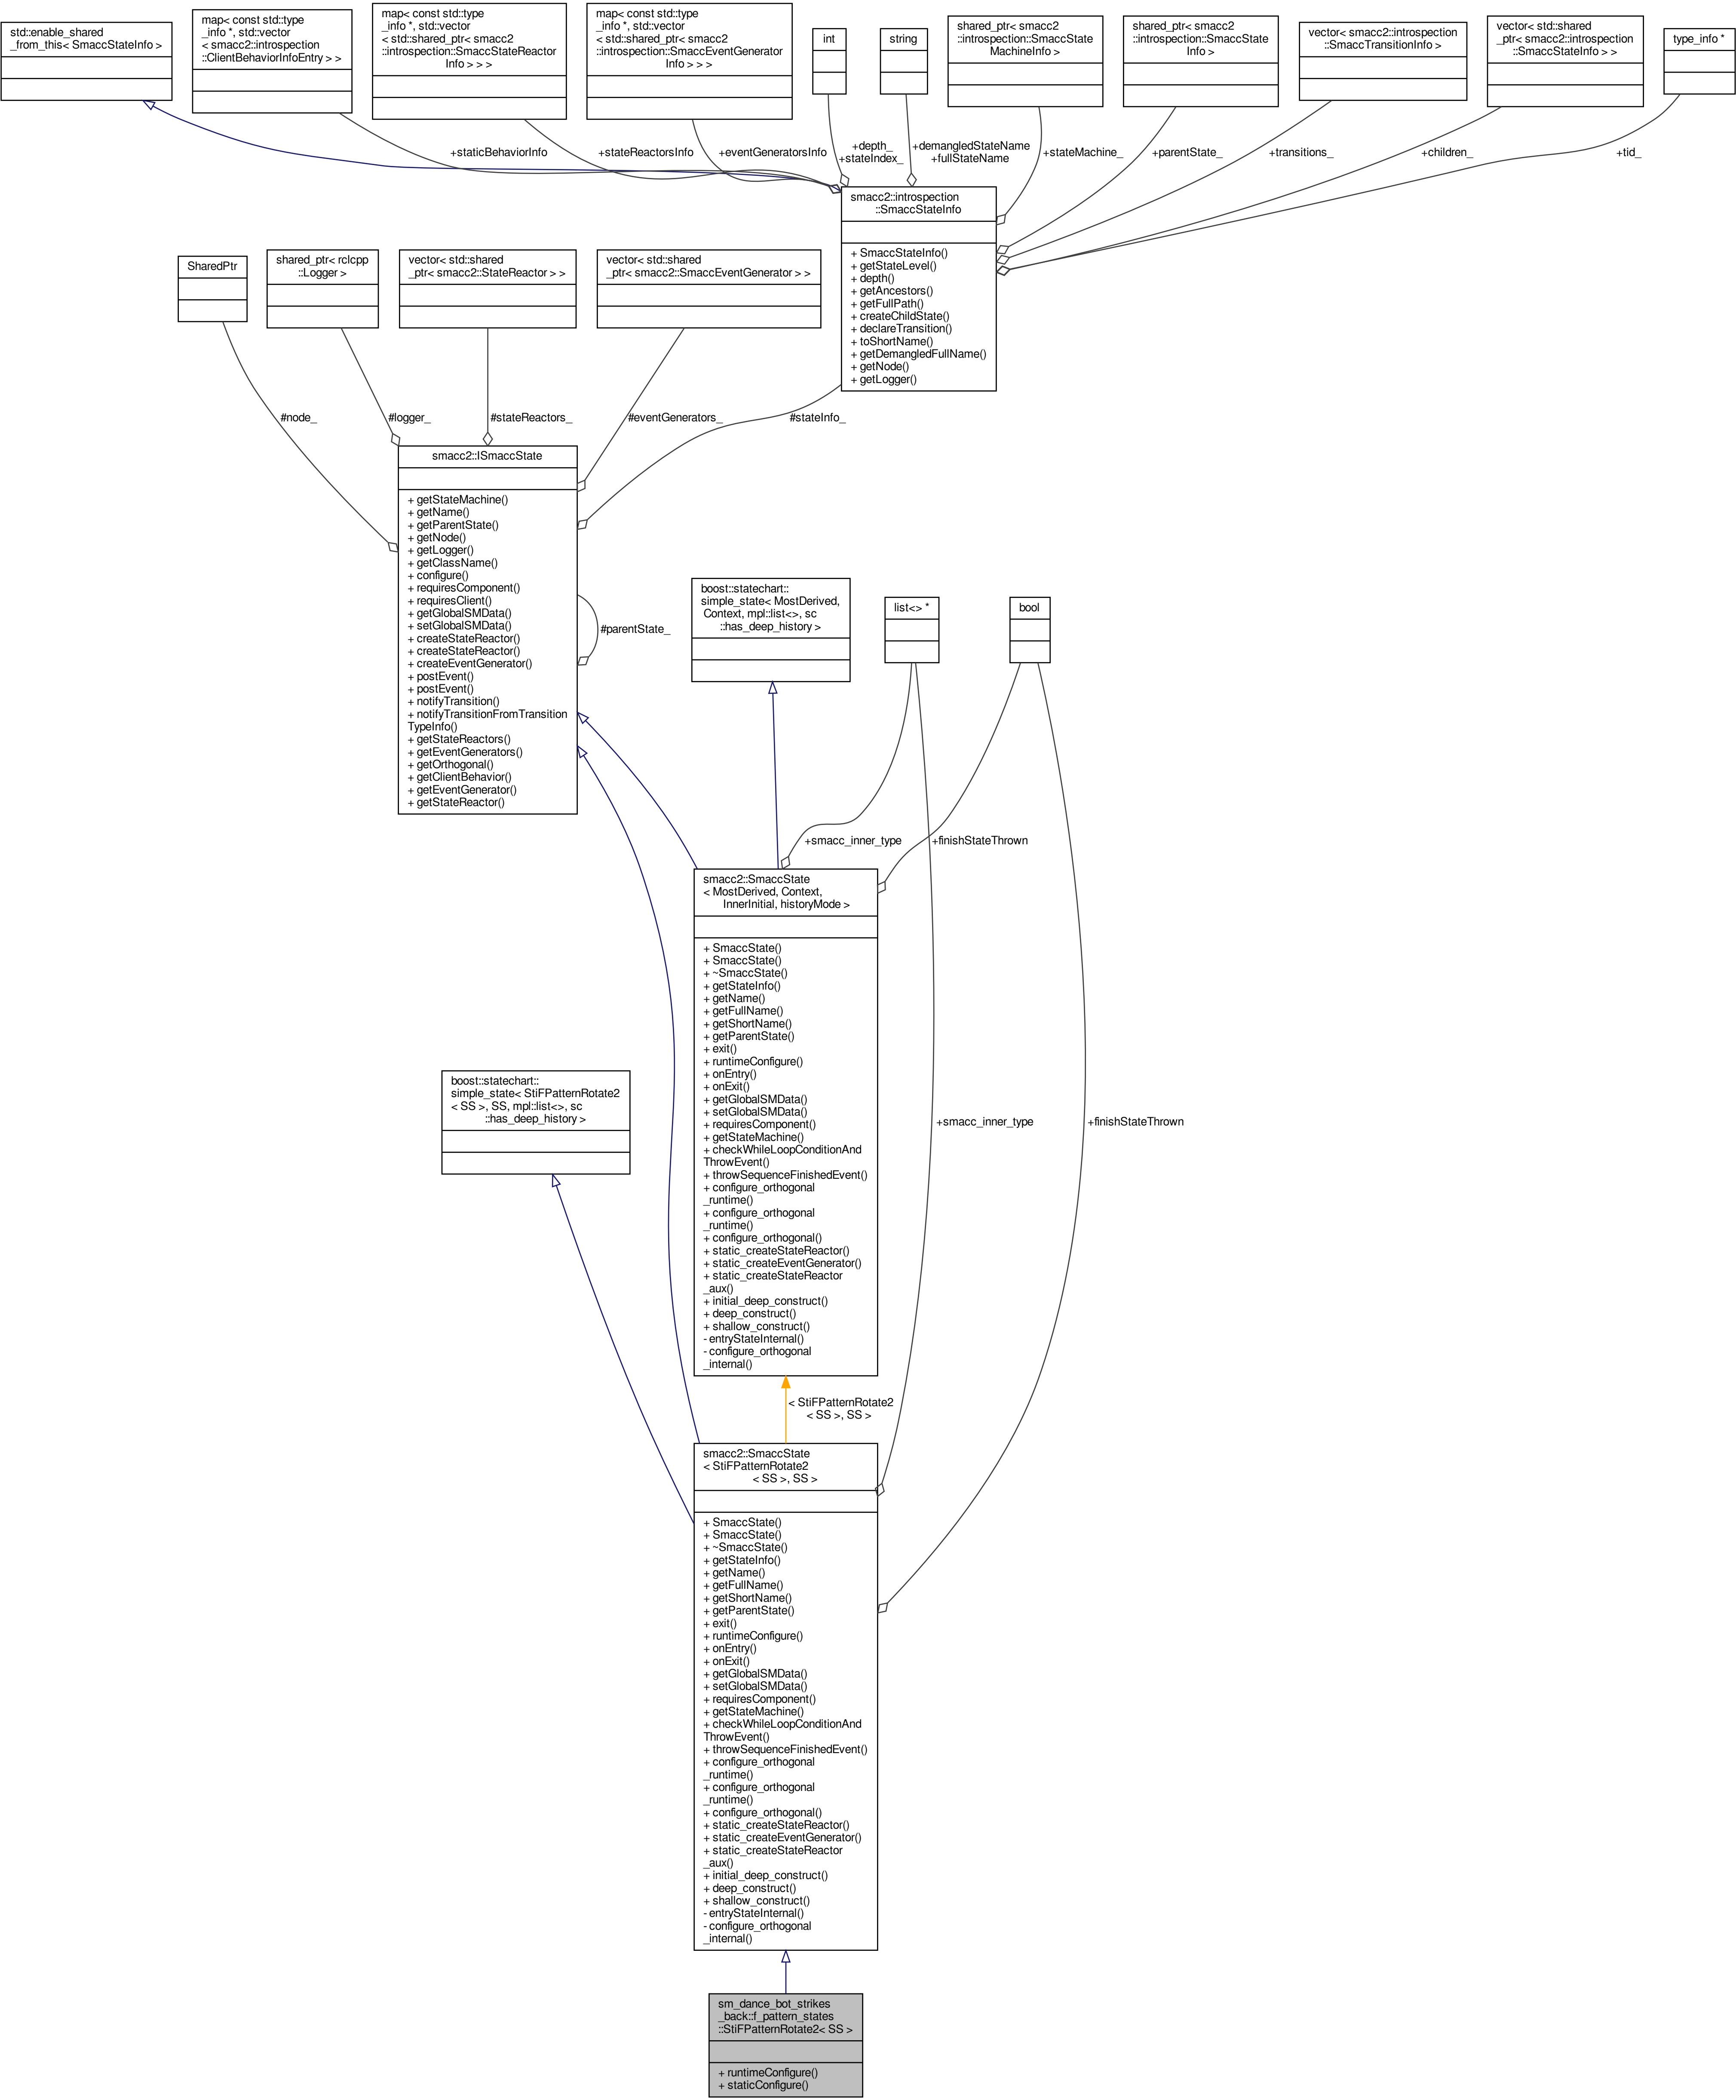 std::enable_shared
_from_this< SmaccStateInfo >
map< const std::type
_info *, std::vector
< smacc2::introspection
::ClientBehaviorInfoEntry > >
map< const std::type
_info *, std::vector
< std::shared_ptr< smacc2
::introspection::SmaccStateReactor
Info > > >
map< const std::type
_info *, std::vector
< std::shared_ptr< smacc2
::introspection::SmaccEventGenerator
Info > > >
int
string
shared_ptr< smacc2
::introspection::SmaccState
MachineInfo >
shared_ptr< smacc2
::introspection::SmaccState
Info >
vector< smacc2::introspection
::SmaccTransitionInfo >
vector< std::shared
_ptr< smacc2::introspection
::SmaccStateInfo > >
type_info *
+staticBehaviorInfo
+stateReactorsInfo
+eventGeneratorsInfo
+depth_
+stateIndex_
+demangledStateName
+fullStateName
+stateMachine_
+parentState_
+transitions_
+children_
+tid_
smacc2::introspection
::SmaccStateInfo
+ SmaccStateInfo()
+ getStateLevel()
+ depth()
+ getAncestors()
+ getFullPath()
+ createChildState()
+ declareTransition()
+ toShortName()
+ getDemangledFullName()
+ getNode()
+ getLogger()
SharedPtr
shared_ptr< rclcpp
::Logger >
vector< std::shared
_ptr< smacc2::StateReactor > >
vector< std::shared
_ptr< smacc2::SmaccEventGenerator > >
#node_
#logger_
#stateReactors_
#eventGenerators_
#stateInfo_
smacc2::ISmaccState
+ getStateMachine()
+ getName()
+ getParentState()
+ getNode()
+ getLogger()
+ getClassName()
+ configure()
+ requiresComponent()
+ requiresClient()
+ getGlobalSMData()
+ setGlobalSMData()
+ createStateReactor()
+ createStateReactor()
+ createEventGenerator()
+ postEvent()
+ postEvent()
+ notifyTransition()
+ notifyTransitionFromTransition
TypeInfo()
+ getStateReactors()
+ getEventGenerators()
+ getOrthogonal()
+ getClientBehavior()
+ getEventGenerator()
+ getStateReactor()
#parentState_
boost::statechart::
simple_state< MostDerived,
Context, mpl::list<>, sc
::has_deep_history >
list<> *
bool
+smacc_inner_type
+finishStateThrown
smacc2::SmaccState
< MostDerived, Context,
InnerInitial, historyMode >
+ SmaccState()
+ SmaccState()
+ ~SmaccState()
+ getStateInfo()
+ getName()
+ getFullName()
+ getShortName()
+ getParentState()
+ exit()
+ runtimeConfigure()
+ onEntry()
+ onExit()
+ getGlobalSMData()
+ setGlobalSMData()
+ requiresComponent()
+ getStateMachine()
+ checkWhileLoopConditionAnd
ThrowEvent()
+ throwSequenceFinishedEvent()
+ configure_orthogonal
_runtime()
+ configure_orthogonal
_runtime()
+ configure_orthogonal()
+ static_createStateReactor()
+ static_createEventGenerator()
+ static_createStateReactor
_aux()
+ initial_deep_construct()
+ deep_construct()
+ shallow_construct()
- entryStateInternal()
- configure_orthogonal
_internal()
boost::statechart::
simple_state< StiFPatternRotate2
< SS >, SS, mpl::list<>, sc
::has_deep_history >
+smacc_inner_type
+finishStateThrown
< StiFPatternRotate2
< SS >, SS >
smacc2::SmaccState
< StiFPatternRotate2
< SS >, SS >
+ SmaccState()
+ SmaccState()
+ ~SmaccState()
+ getStateInfo()
+ getName()
+ getFullName()
+ getShortName()
+ getParentState()
+ exit()
+ runtimeConfigure()
+ onEntry()
+ onExit()
+ getGlobalSMData()
+ setGlobalSMData()
+ requiresComponent()
+ getStateMachine()
+ checkWhileLoopConditionAnd
ThrowEvent()
+ throwSequenceFinishedEvent()
+ configure_orthogonal
_runtime()
+ configure_orthogonal
_runtime()
+ configure_orthogonal()
+ static_createStateReactor()
+ static_createEventGenerator()
+ static_createStateReactor
_aux()
+ initial_deep_construct()
+ deep_construct()
+ shallow_construct()
- entryStateInternal()
- configure_orthogonal
_internal()
sm_dance_bot_strikes
_back::f_pattern_states
::StiFPatternRotate2< SS >
+ runtimeConfigure()
+ staticConfigure()